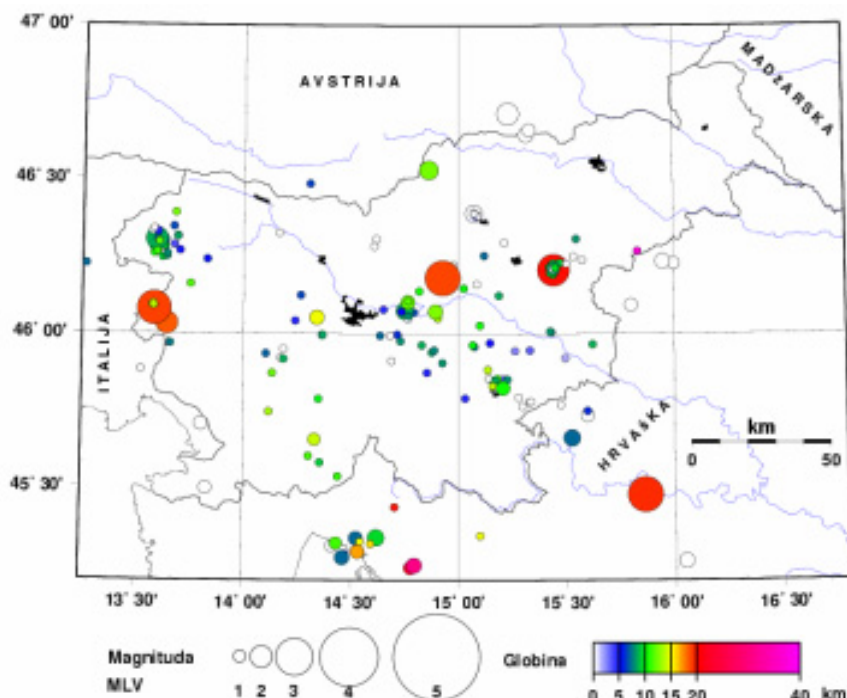 47° 00'
AVSTRIJA
MADŽARSKA
46° 30'
46° 00'
ITALIJA
HRVAŠKA
km
0 50
45° 30'
13° 30' 14° 00' 14° 30' 15° 00' 15° 30' 16° 00' 16° 30'
Magnituda
MLV
1 2 3 4 5
Globina
0 5 10 15 20 40 km